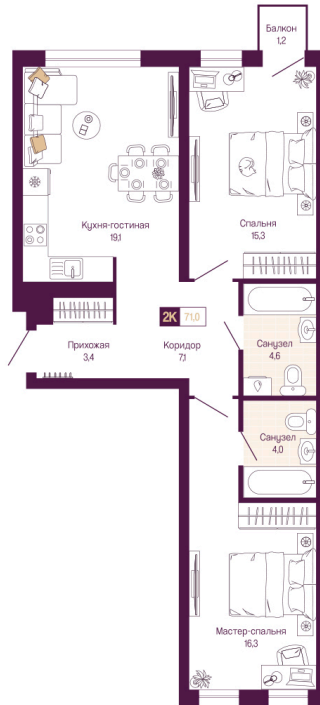 Балкон
1,2
Кухня-гостиная
19,1
Спальня
15,3
2К 71,0
Прихожая
3,4
Коридор
7,1
Санузел
4,6
Санузел
4,0
Мастер-спальня
16,3